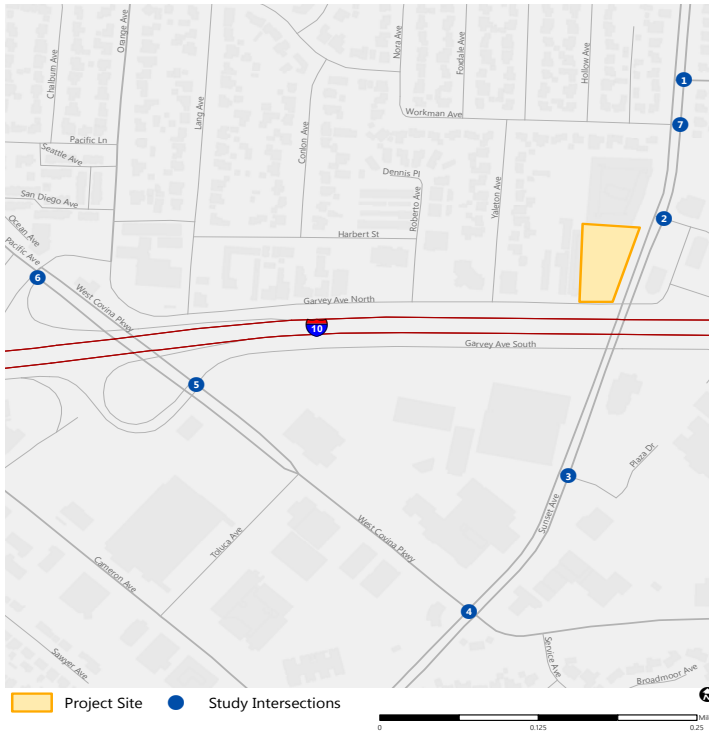 Orange Ave
Nora Ave
Foxdale Ave
Hollow Ave
Chalburn Ave
1
Lang Ave
Workman Ave
7
Pacific Ln
Conlon Ave
Seattle Ave
Dennis Pl
Yaleton Ave
San Diego Ave
Roberto Ave
2
Ocean Ave
Harbert St
Pacific Ave
6
West Covina Pkwy
Garvey Ave North
10
Garvey Ave South
5
Plaza Dr
3
Sunset Ave
West Covina Pkwy
Toluca Ave
Cameron Ave
4
Service Ave
Sawyer Ave
Broadmoor Ave
Project Site
Study Intersections
N
0
0.125
0.25